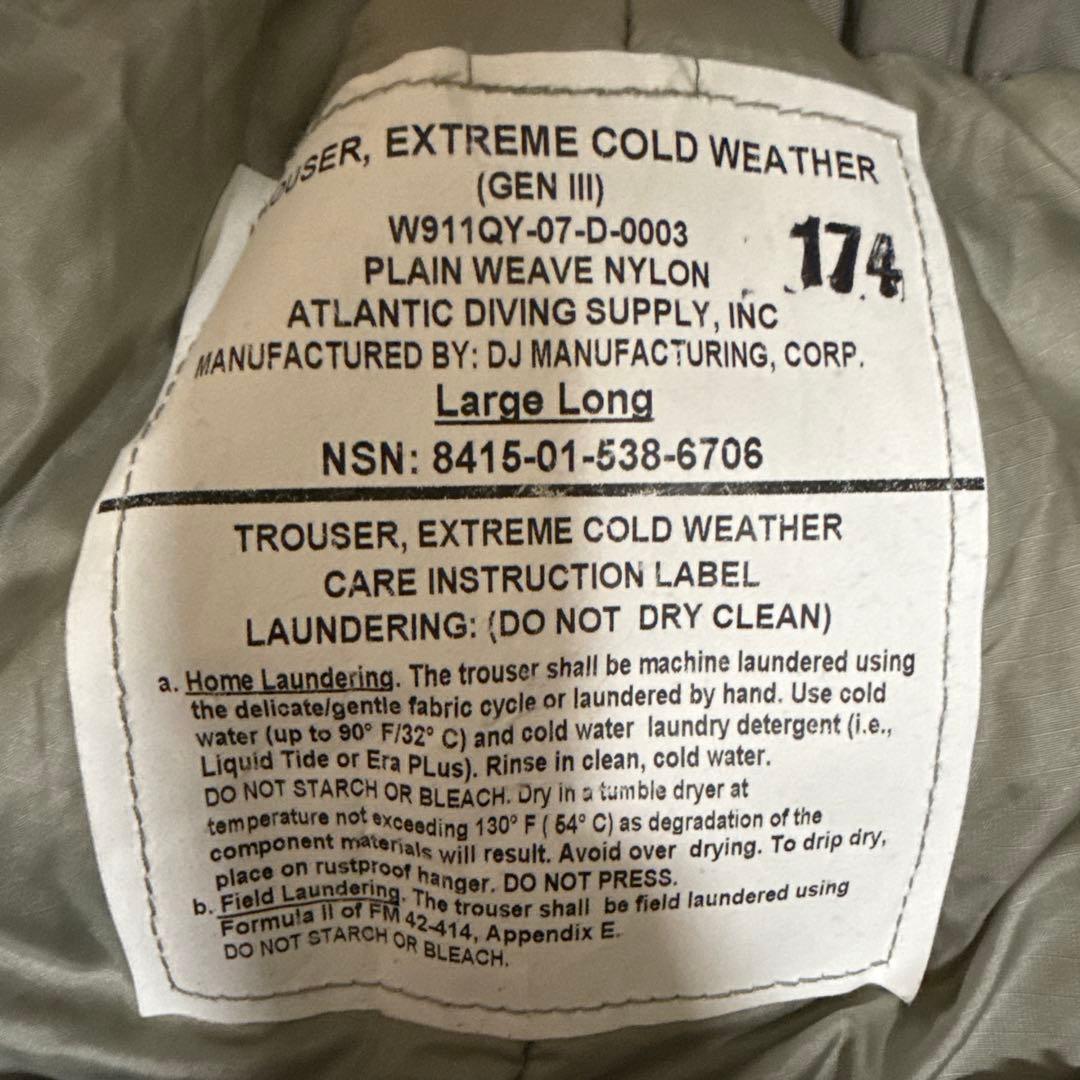 TROUSER, EXTREME COLD WEATHER
(GEN III)
W911QY-07-D-0003
174
PLAIN WEAVE NYLON
ATLANTIC DIVING SUPPLY, INC
MANUFACTURED BY: DJ MANUFACTURING, CORP.
Large Long
NSN: 8415-01-538-6706
TROUSER, EXTREME COLD WEATHER
CARE INSTRUCTION LABEL
LAUNDERING: (DO NOT DRY CLEAN)
a. Home Laundering. The trouser shall be machine laundered using
the delicate/gentle fabric cycle or laundered by hand. Use cold
water (up to 90° F/32° C) and cold water laundry detergent (i.e.,
Liquid Tide or Era PLus). Rinse in clean, cold water.
DO NOT STARCH OR BLEACH. Dry in a tumble dryer at
temperature not exceeding 130° F ( 54° C) as degradation of the
component materials will result. Avoid over drying. To drip dry,
place on rustproof hanger. DO NOT PRESS.
b. Field Laundering. The trouser shall be field laundered using
Formula II of FM 42-414, Appendix E.
DO NOT STARCH OR BLEACH.